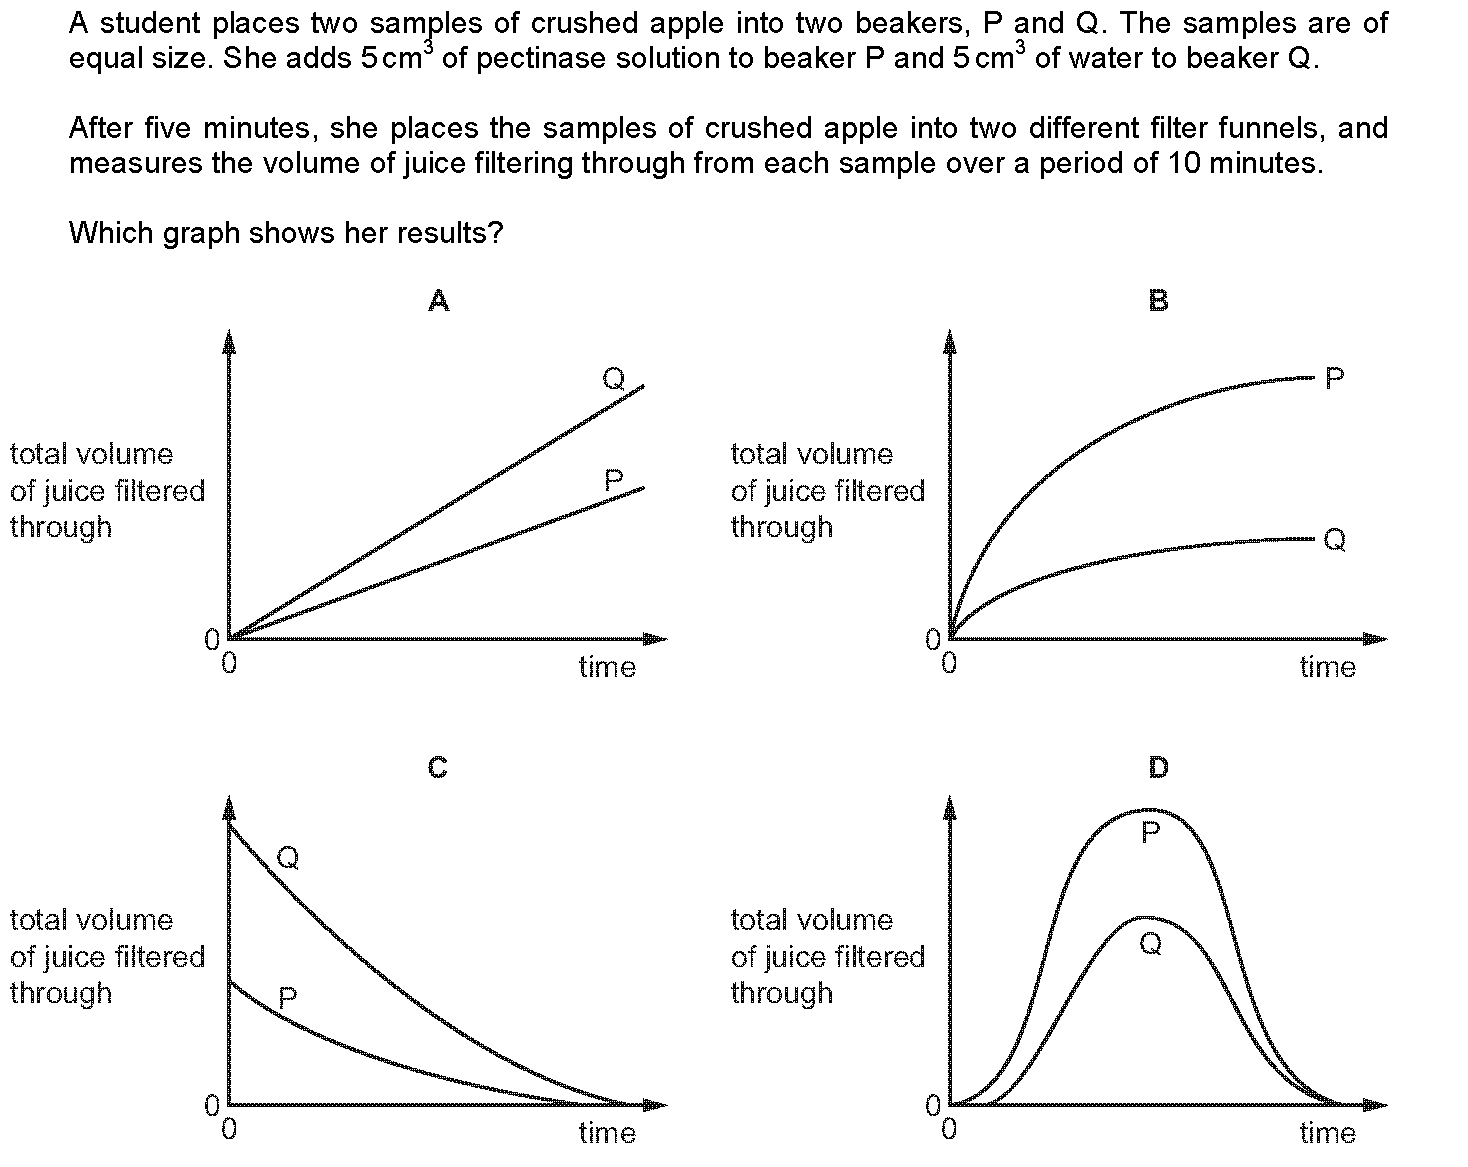 A student places two samples of crushed apple into two beakers, P and Q. The samples are of
equal size. She adds 5 cm³ of pectinase solution to beaker P and 5 cm³ of water to beaker Q.
After five minutes, she places the samples of crushed apple into two different filter funnels, and
measures the volume of juice filtering through from each sample over a period of 10 minutes.
Which graph shows her results?
A
Q
P
total volume
of juice filtered
through
0
0
time
B
P
Q
total volume
of juice filtered
through
0
0
time
C
Q
P
total volume
of juice filtered
through
0
0
time
D
P
Q
total volume
of juice filtered
through
0
0
time